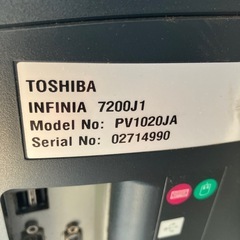 TOSHIBA
INFINIA 7200J1
Model No: PV1020JA
Serial No: 02714990